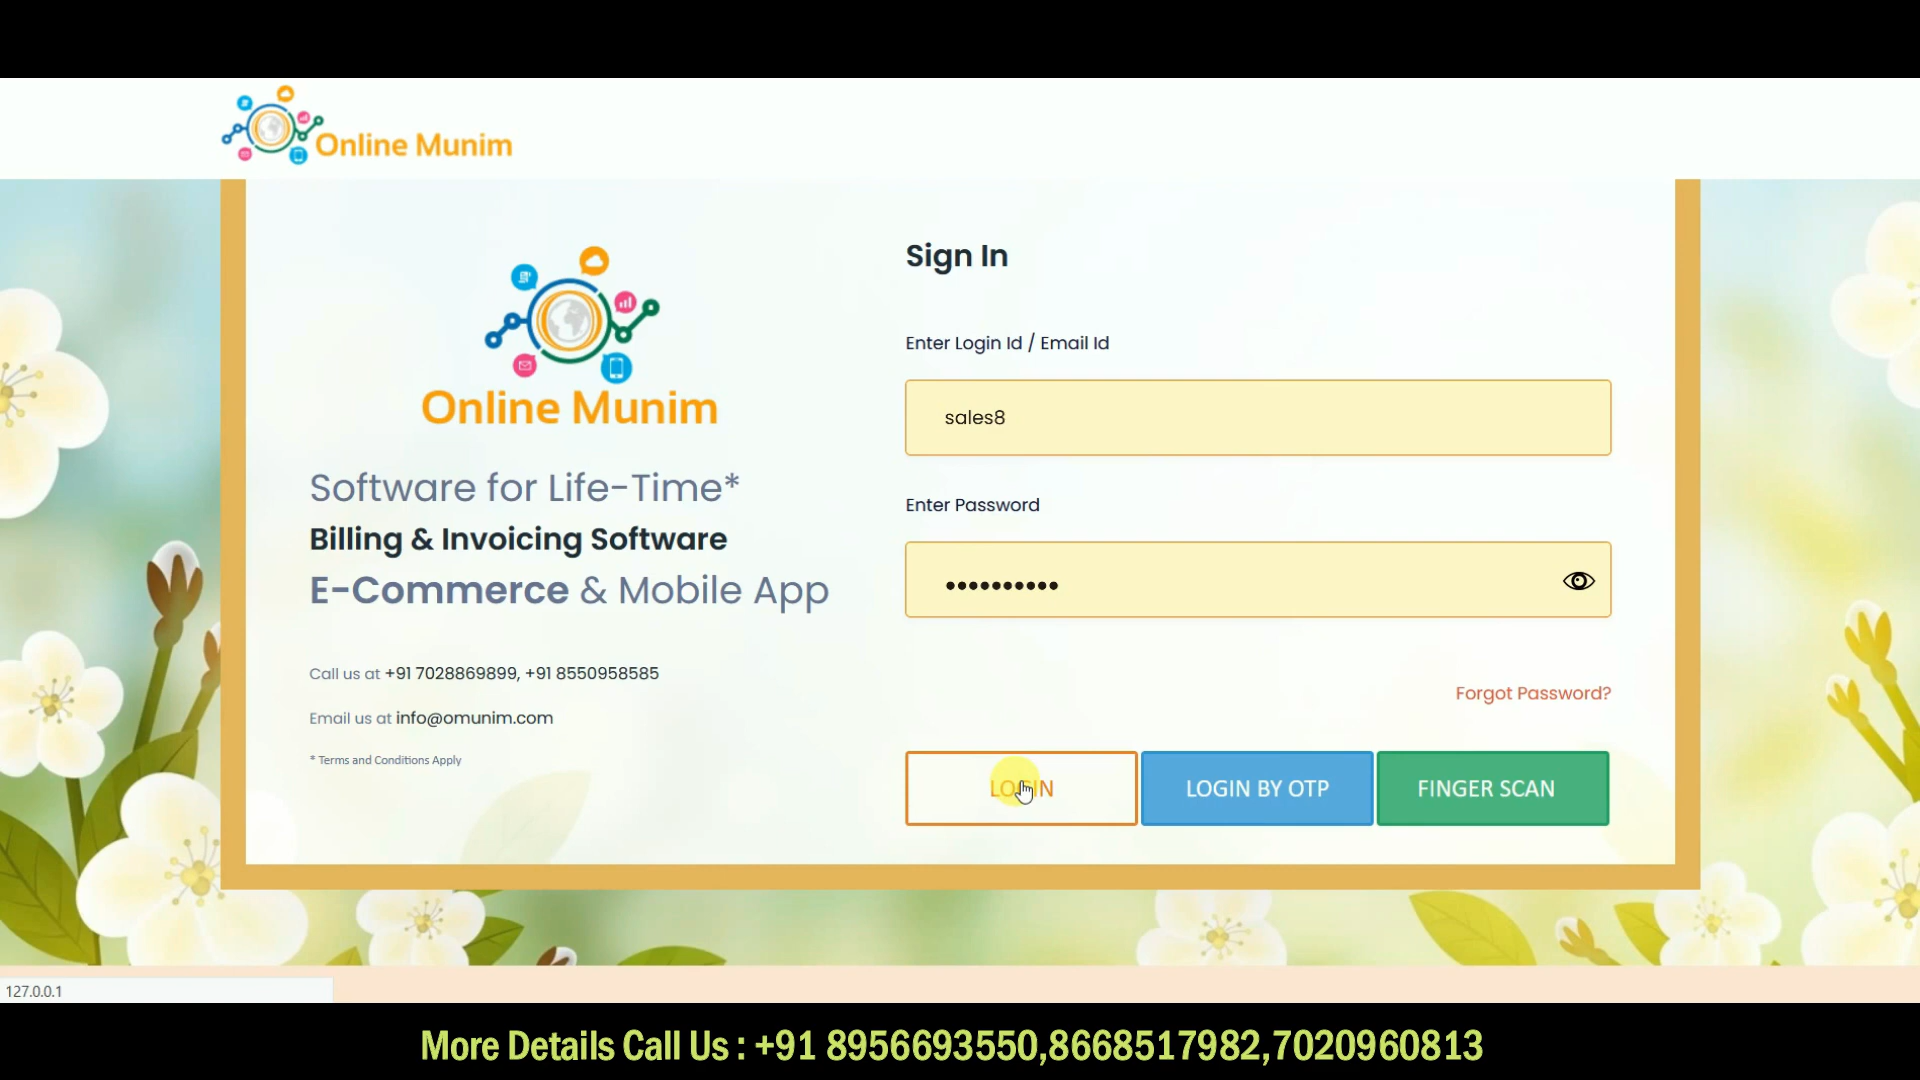 Online Munim
Online Munim
Software for Life-Time*
Billing & Invoicing Software
E-Commerce & Mobile App
Call us at +91 7028869899, +91 8550958585
Email us at info@omunim.com
* Terms and Conditions Apply
Sign In
Enter Login Id / Email Id
sales8
Enter Password
••••••••••
Forgot Password?
LOGIN
LOGIN BY OTP
FINGER SCAN
127.0.0.1
More Details Call Us : +91 8956693550,8668517982,7020960813